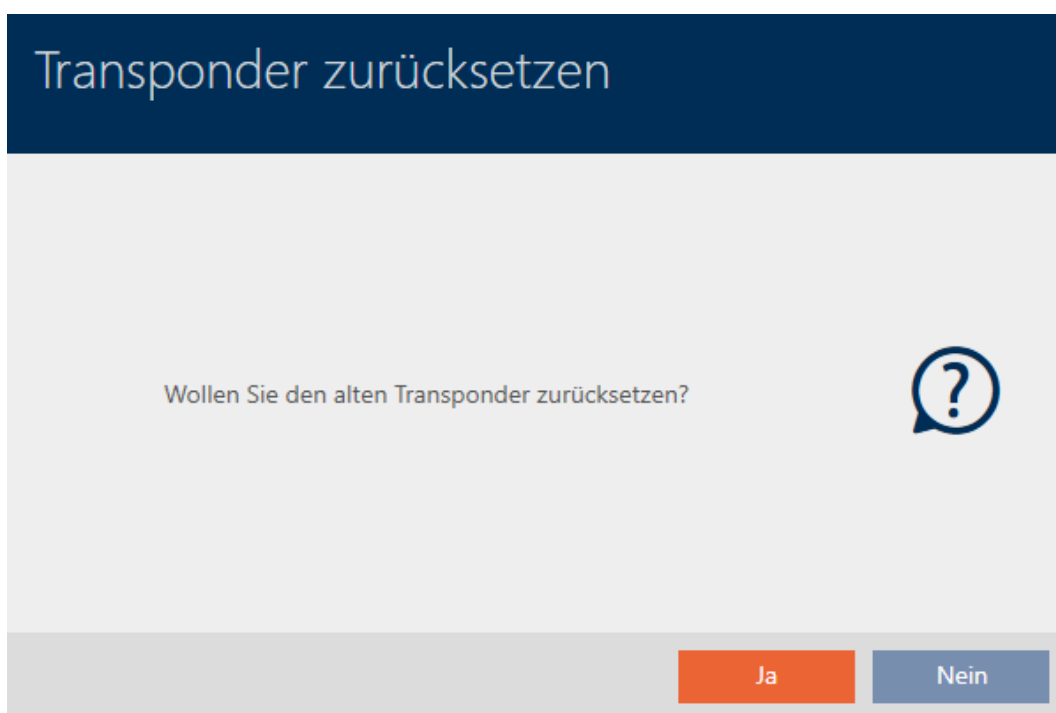 Transponder zurücksetzen
Wollen Sie den alten Transponder zurücksetzen?
?
Ja
Nein